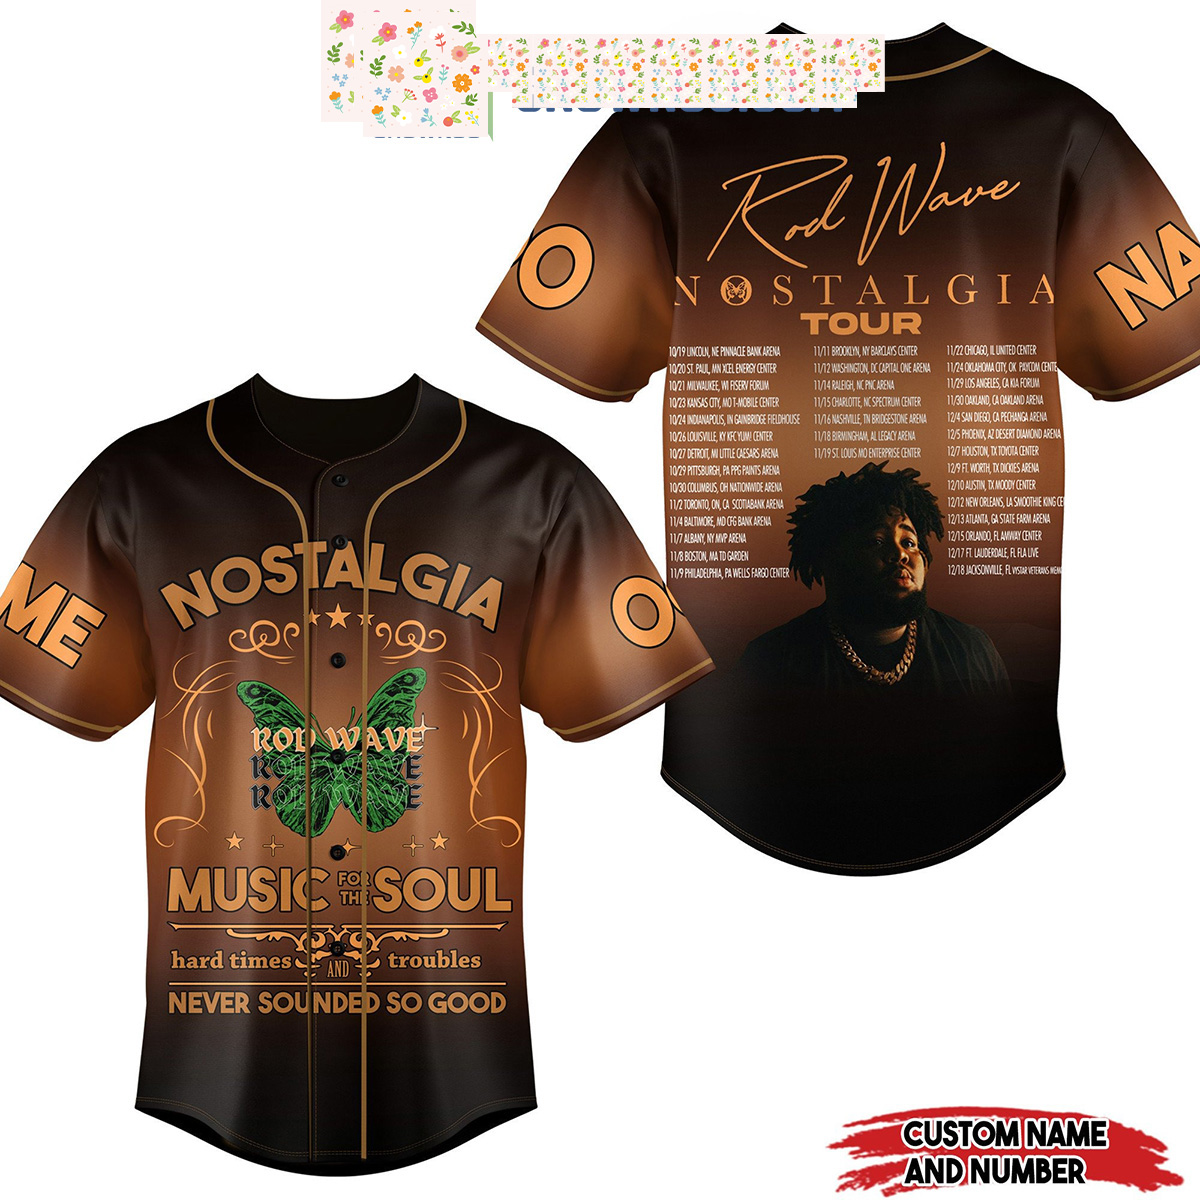 Rod Wave
NOSTALGIA
TOUR
10/19 LINCOLN, NE PINNACLE BANK ARENA
10/20 ST. PAUL, MN XCEL ENERGY CENTER
10/21 MILWAUKEE, WI FISERV FORUM
10/23 KANSAS CITY, MO T-MOBILE CENTER
10/24 INDIANAPOLIS, IN GAINBRIDGE FIELDHOUSE
10/26 LOUISVILLE, KY KFC YUM! CENTER
10/27 DETROIT, MI LITTLE CAESARS ARENA
10/29 PITTSBURGH, PA PPG PAINTS ARENA
10/30 COLUMBUS, OH NATIONWIDE ARENA
11/2 TORONTO, ON, CA SCOTIABANK ARENA
11/4 BALTIMORE, MD CFG BANK ARENA
11/7 ALBANY, NY MVP ARENA
11/8 BOSTON, MA TD GARDEN
11/9 PHILADELPHIA, PA WELLS FARGO CENTER
11/11 BROOKLYN, NY BARCLAYS CENTER
11/12 WASHINGTON, DC CAPITAL ONE ARENA
11/14 RALEIGH, NC PNC ARENA
11/15 CHARLOTTE, NC SPECTRUM CENTER
11/16 NASHVILLE, TN BRIDGESTONE ARENA
11/18 BIRMINGHAM, AL LEGACY ARENA
11/19 ST. LOUIS MO ENTERPRISE CENTER
11/22 CHICAGO, IL UNITED CENTER
11/24 OKLAHOMA CITY, OK PAYCOM CENTE
11/29 LOS ANGELES, CA KIA FORUM
11/30 OAKLAND, CA OAKLAND ARENA
12/4 SAN DIEGO, CA PECHANGA ARENA
12/5 PHOENIX, AZ DESERT DIAMOND ARENA
12/7 HOUSTON, TX TOYOTA CENTER
12/9 FT. WORTH, TX DICKIES ARENA
12/10 AUSTIN, TX MOODY CENTER
12/12 NEW ORLEANS, LA SMOOTHIE KING CE
12/13 ATLANTA, GA STATE FARM ARENA
12/15 ORLANDO, FL AMWAY CENTER
12/17 FT. LAUDERDALE, FL FLA LIVE
12/18 JACKSONVILLE, FL VYSTAR VETERANS MEM
NA
ME
NOSTALGIA
ROD WAVE
ROD WAVE
ROD WAVE
MUSIC FOR THE SOUL
hard times AND troubles
NEVER SOUNDED SO GOOD
CUSTOM NAME
AND NUMBER